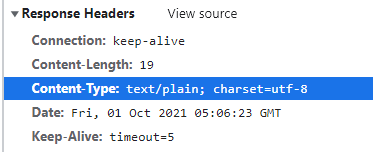 Response Headers View source
Connection: keep-alive
Content-Length: 19
Content-Type: text/plain; charset=utf-8
Date: Fri, 01 Oct 2021 05:06:23 GMT
Keep-Alive: timeout=5